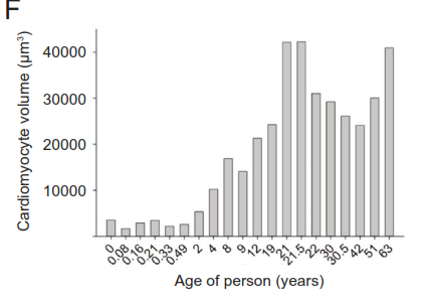 F
Cardiomyocyte volume (μm³)
40000
30000
20000
10000
0 0.08 0.16 0.21 0.33 0.49 2 4 8 9 12 19 21 21.5 22 30 30.5 42 51 63
Age of person (years)